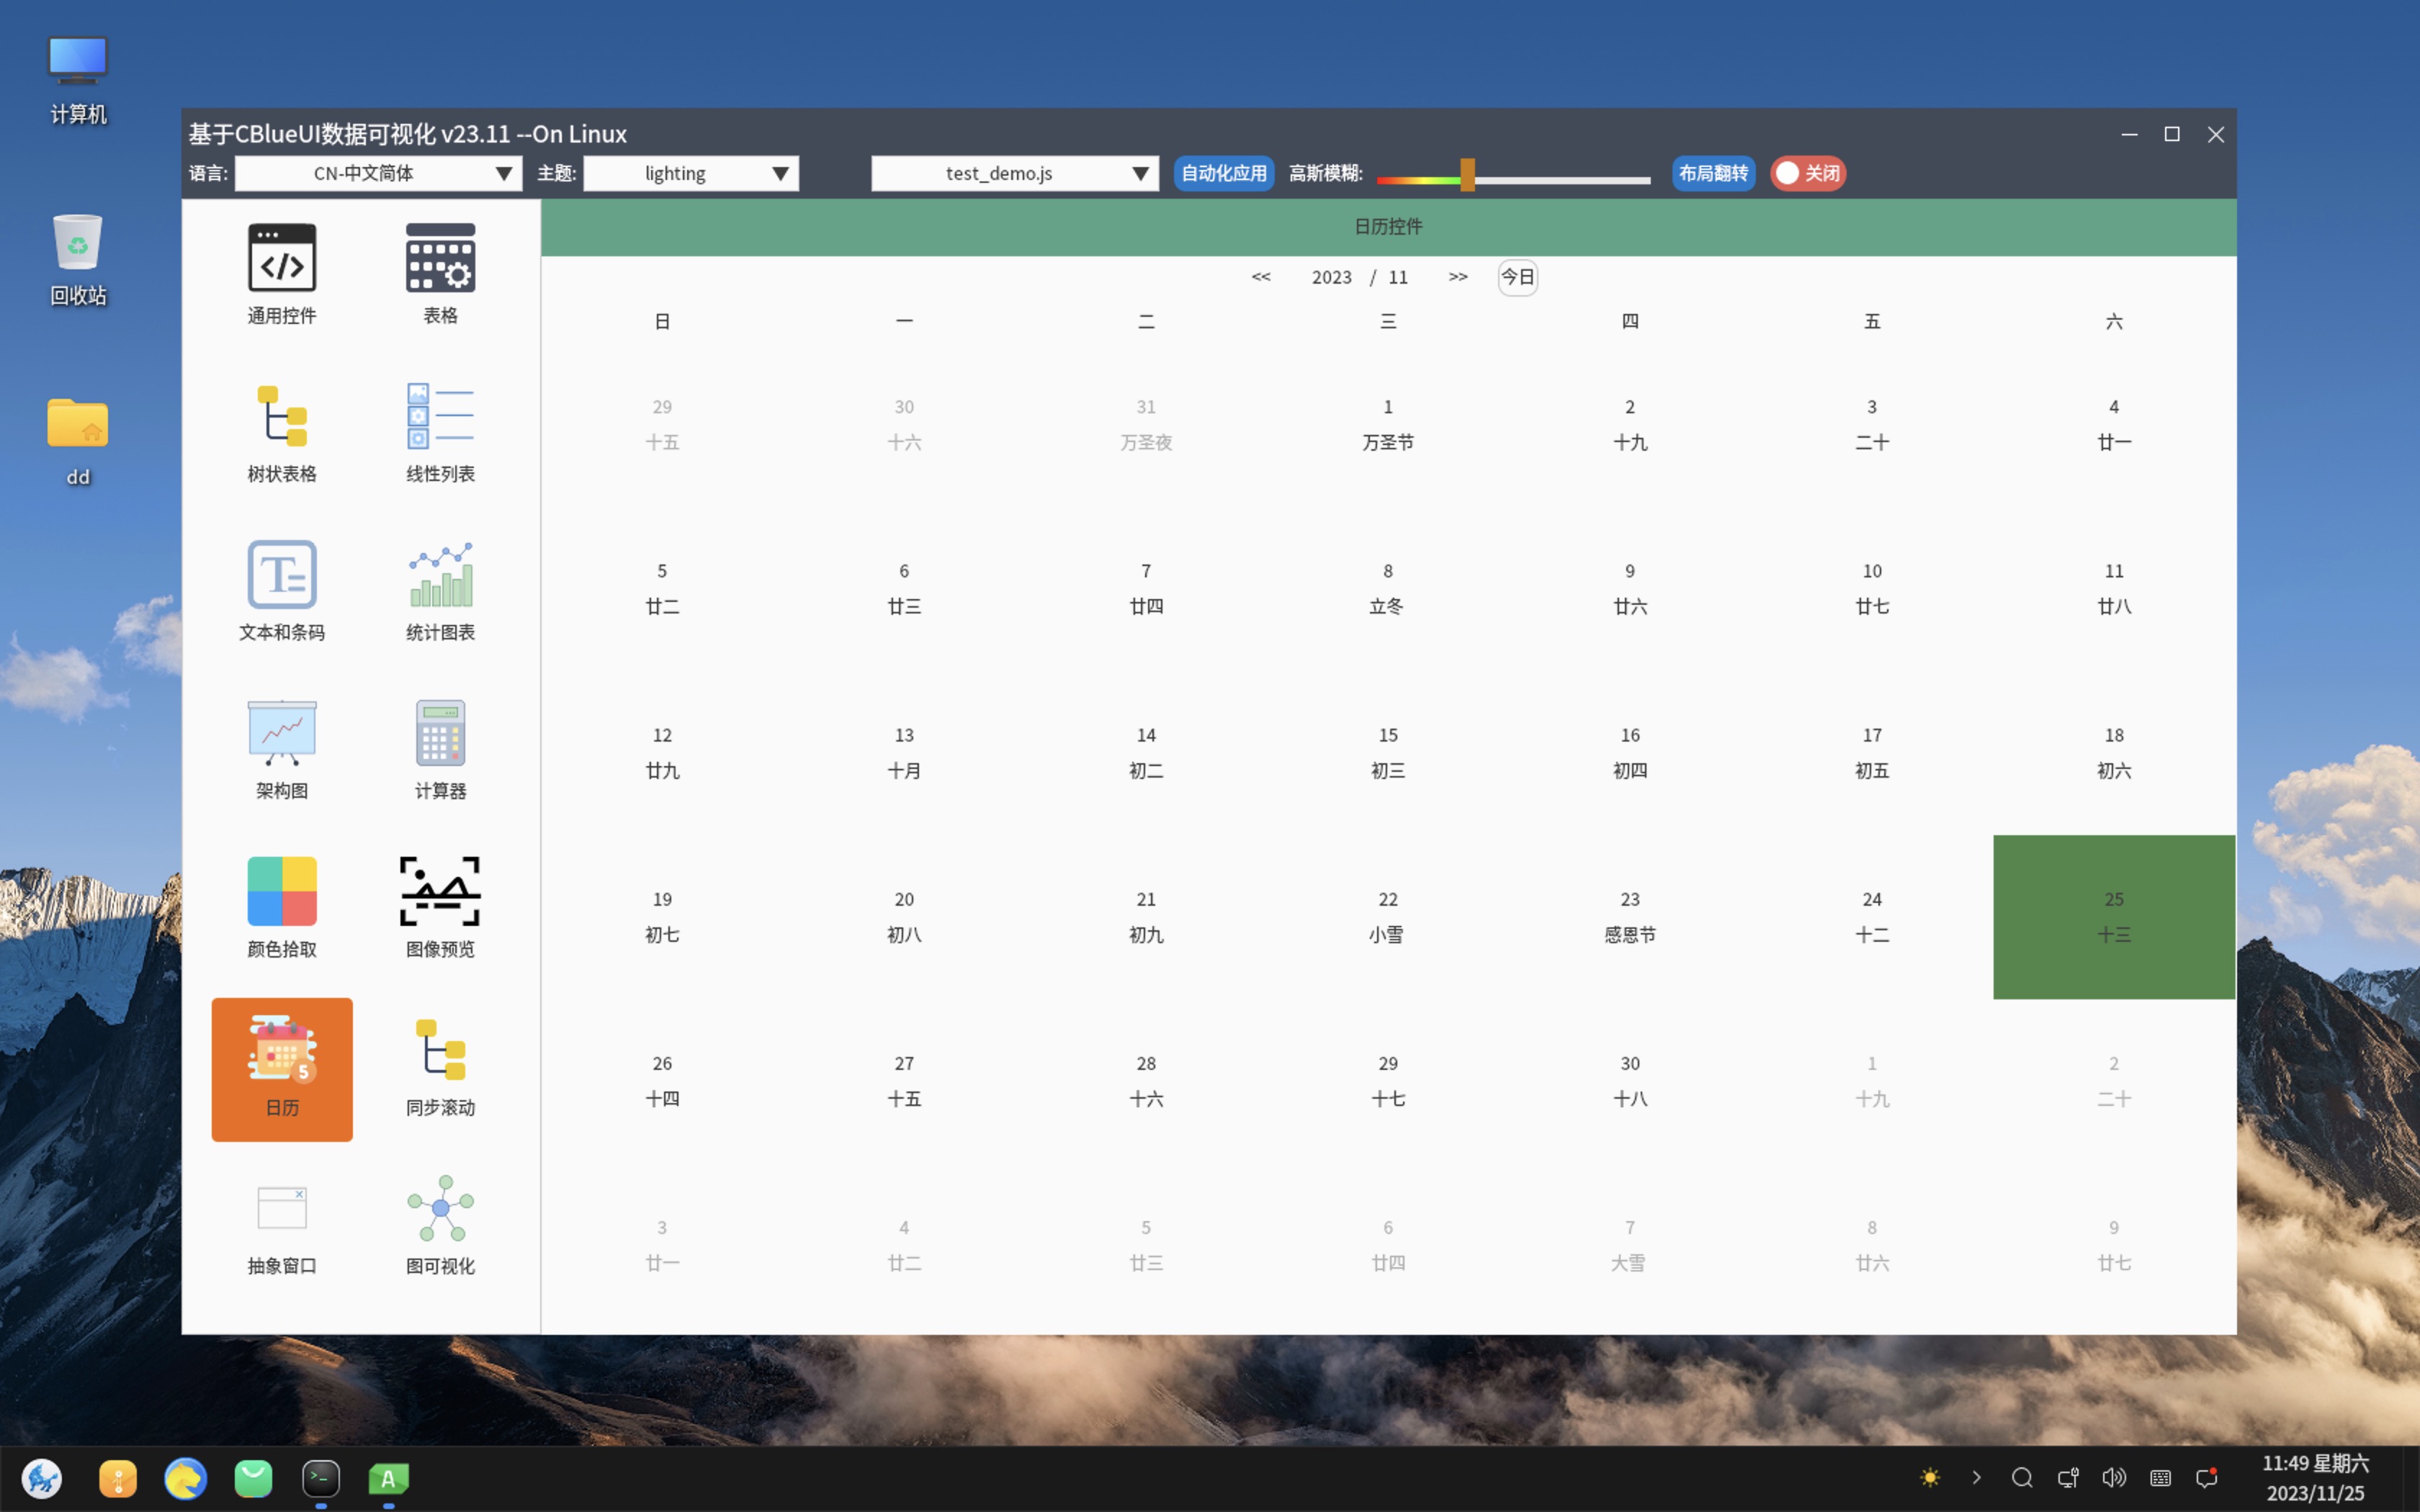 计算机
回收站
dd
基于CBlueUI数据可视化 v23.11 --On Linux
语言: CN-中文简体 主题: lighting test_demo.js 自动化应用 高斯模糊: 布局翻转 关闭
通用控件 表格
树状表格 线性列表
文本和条码 统计图表
架构图 计算器
颜色拾取 图像预览
5
日历 同步滚动
抽象窗口 图可视化
日历控件
<< 2023 / 11 >> 今日
日 一 二 三 四 五 六
29 30 31 1 2 3 4
十五 十六 万圣夜 万圣节 十九 二十 廿一
5 6 7 8 9 10 11
廿二 廿三 廿四 立冬 廿六 廿七 廿八
12 13 14 15 16 17 18
廿九 十月 初二 初三 初四 初五 初六
19 20 21 22 23 24 25
初七 初八 初九 小雪 感恩节 十二 十三
26 27 28 29 30 1 2
十四 十五 十六 十七 十八 十九 二十
3 4 5 6 7 8 9
廿一 廿二 廿三 廿四 大雪 廿六 廿七
A
11:49 星期六
2023/11/25